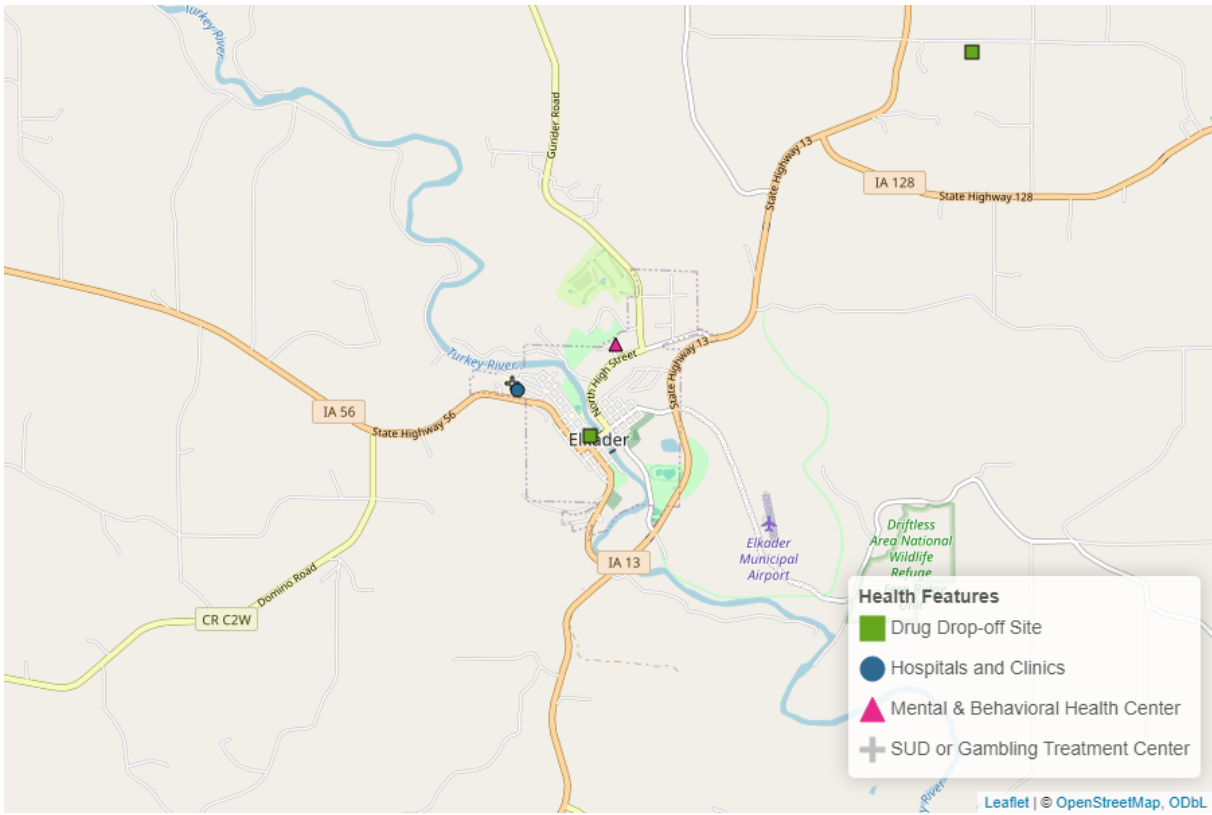 Turkey River
Gunder Road
State Highway 13
IA 128
State Highway 128
Turkey River
North High Street
State Highway 13
IA 56
State Highway 56
Elkader
Elkader
Municipal
Airport
Driftless
Area National
Wildlife
Refuge
IA 13
Domino Road
CR C2W
Health Features
Drug Drop-off Site
Hospitals and Clinics
Mental & Behavioral Health Center
SUD or Gambling Treatment Center
River
Leaflet | © OpenStreetMap, ODbL